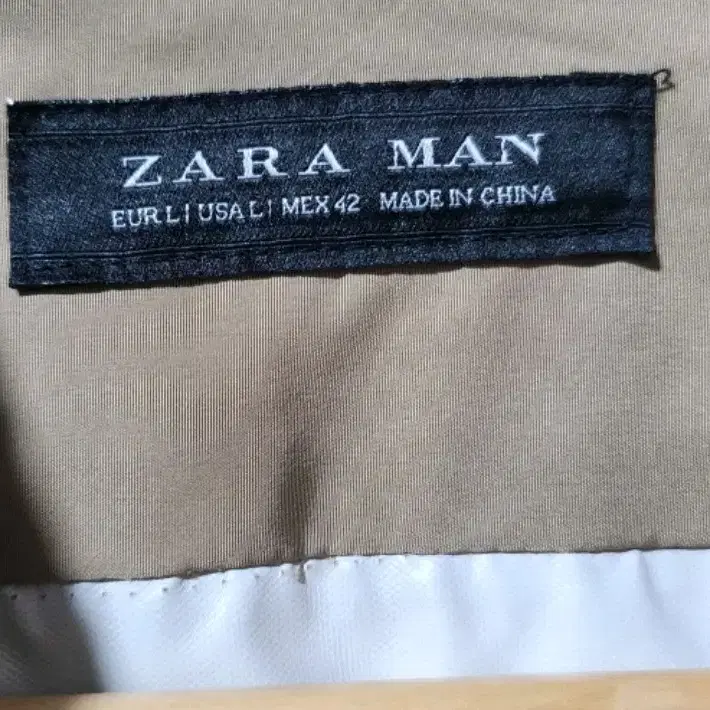 ZARA MAN
EUR L | USA L | MEX 42 MADE IN CHINA